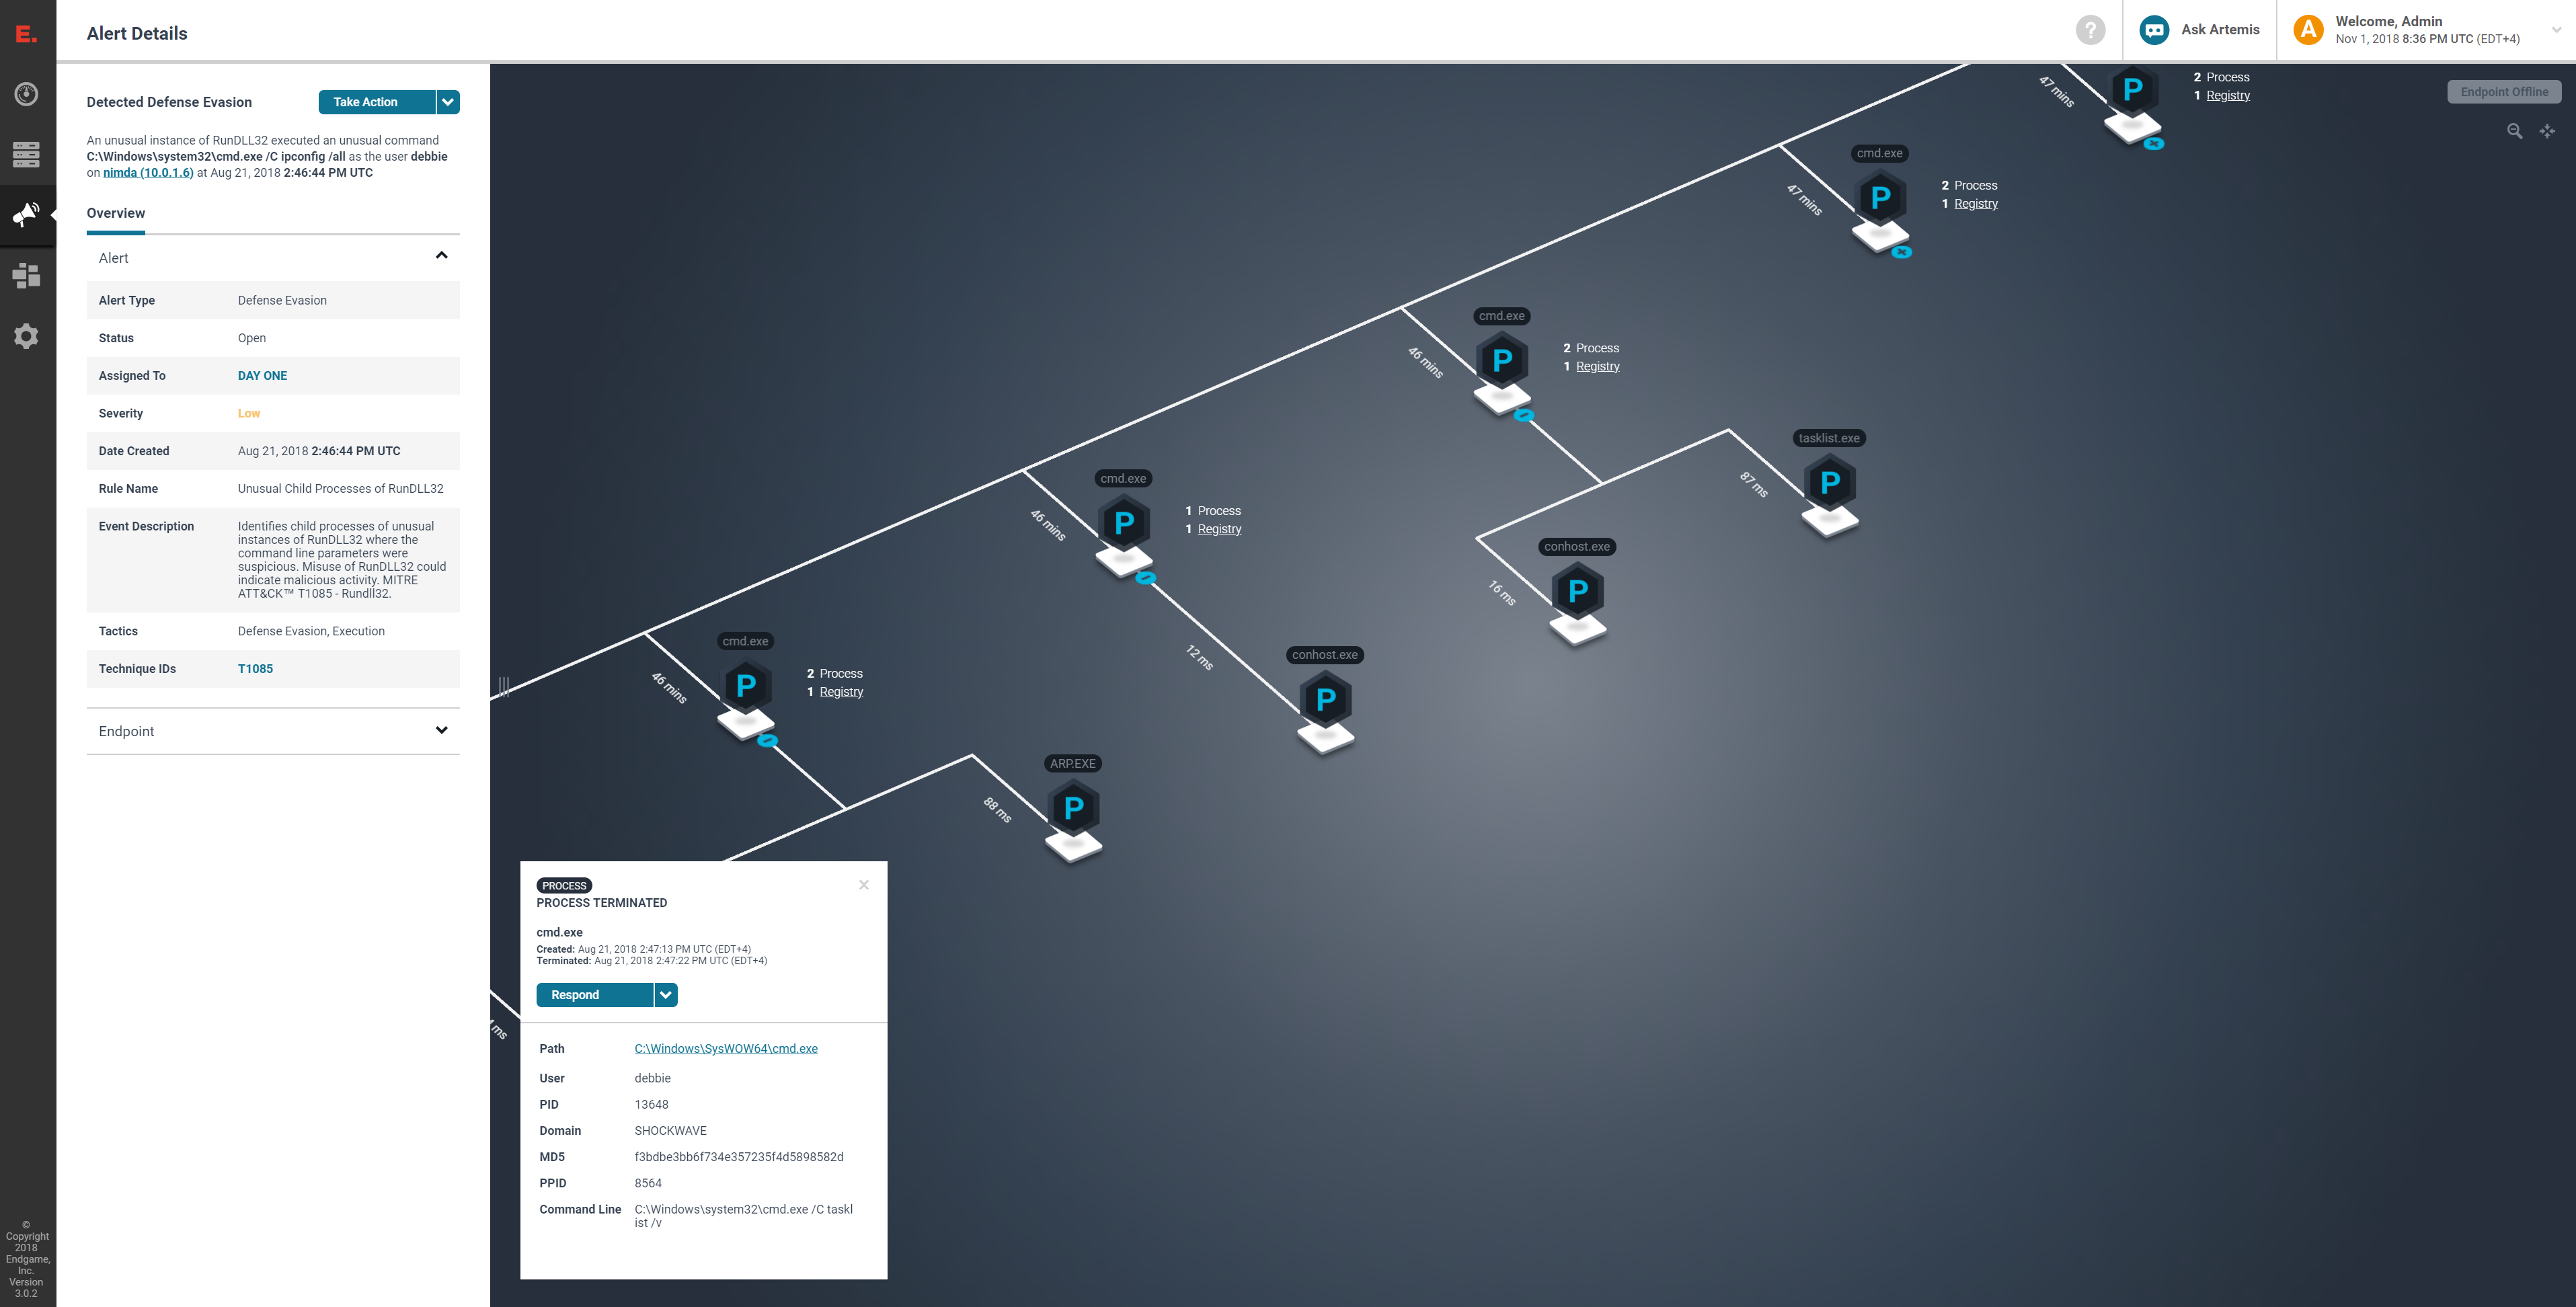 E.
Alert Details
?
Ask Artemis
A
Welcome, Admin
Nov 1, 2018 8:36 PM UTC (EDT+4)
Detected Defense Evasion
Take Action
An unusual instance of RunDLL32 executed an unusual command
C:\Windows\system32\cmd.exe /C ipconfig /all as the user debbie
on nimda (10.0.1.6) at Aug 21, 2018 2:46:44 PM UTC
Overview
Alert
Alert Type Defense Evasion
Status Open
Assigned To DAY ONE
Severity Low
Date Created Aug 21, 2018 2:46:44 PM UTC
Rule Name Unusual Child Processes of RunDLL32
Event Description Identifies child processes of unusual
instances of RunDLL32 where the
command line parameters were
suspicious. Misuse of RunDLL32 could
indicate malicious activity. MITRE
ATT&CK™ T1085 - Rundll32.
Tactics Defense Evasion, Execution
Technique IDs T1085
Endpoint
©
Copyright
2018
Endgame,
Inc.
Version
3.0.2
Endpoint Offline
47 mins
P
2 Process
1 Registry
cmd.exe
47 mins
P
2 Process
1 Registry
cmd.exe
46 mins
P
2 Process
1 Registry
tasklist.exe
87 ms
P
conhost.exe
16 ms
P
cmd.exe
46 mins
P
1 Process
1 Registry
12 ms
conhost.exe
P
cmd.exe
46 mins
P
2 Process
1 Registry
ARP.EXE
88 ms
P
ms
PROCESS
PROCESS TERMINATED
cmd.exe
Created: Aug 21, 2018 2:47:13 PM UTC (EDT+4)
Terminated: Aug 21, 2018 2:47:22 PM UTC (EDT+4)
Respond
Path C:\Windows\SysWOW64\cmd.exe
User debbie
PID 13648
Domain SHOCKWAVE
MD5 f3bdbe3bb6f734e357235f4d5898582d
PPID 8564
Command Line C:\Windows\system32\cmd.exe /C taskl
ist /v